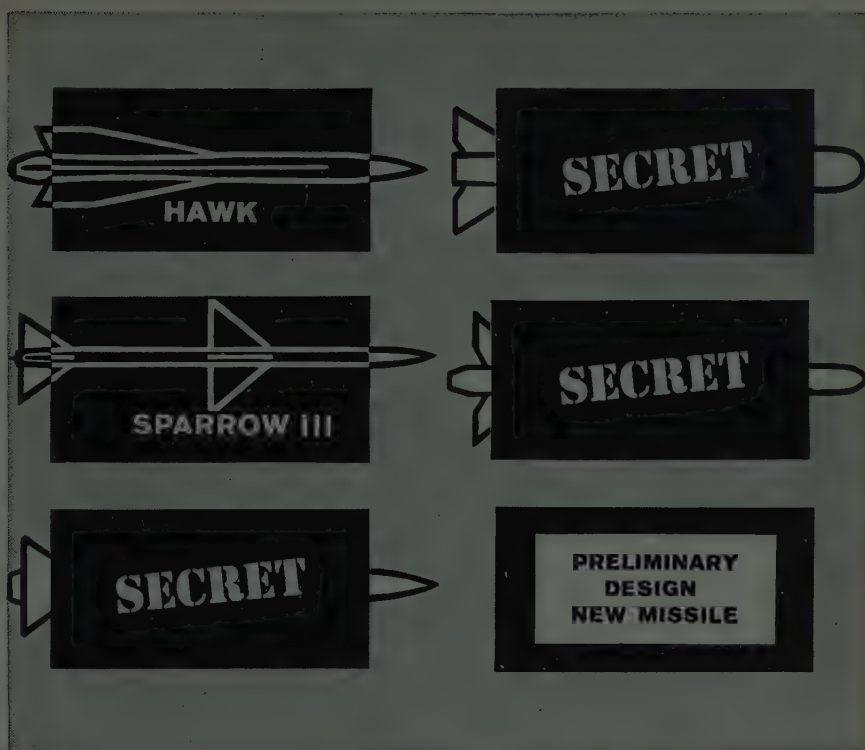 HAWK
SECRET
SPARROW III
SECRET
SECRET
PRELIMINARY
DESIGN
NEW MISSILE